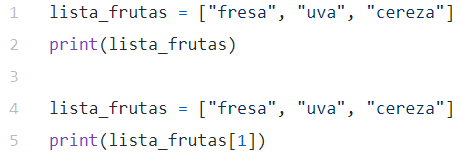 1 lista_frutas = ["fresa", "uva", "cereza"]
2 print(lista_frutas)
3
4 lista_frutas = ["fresa", "uva", "cereza"]
5 print(lista_frutas[1])